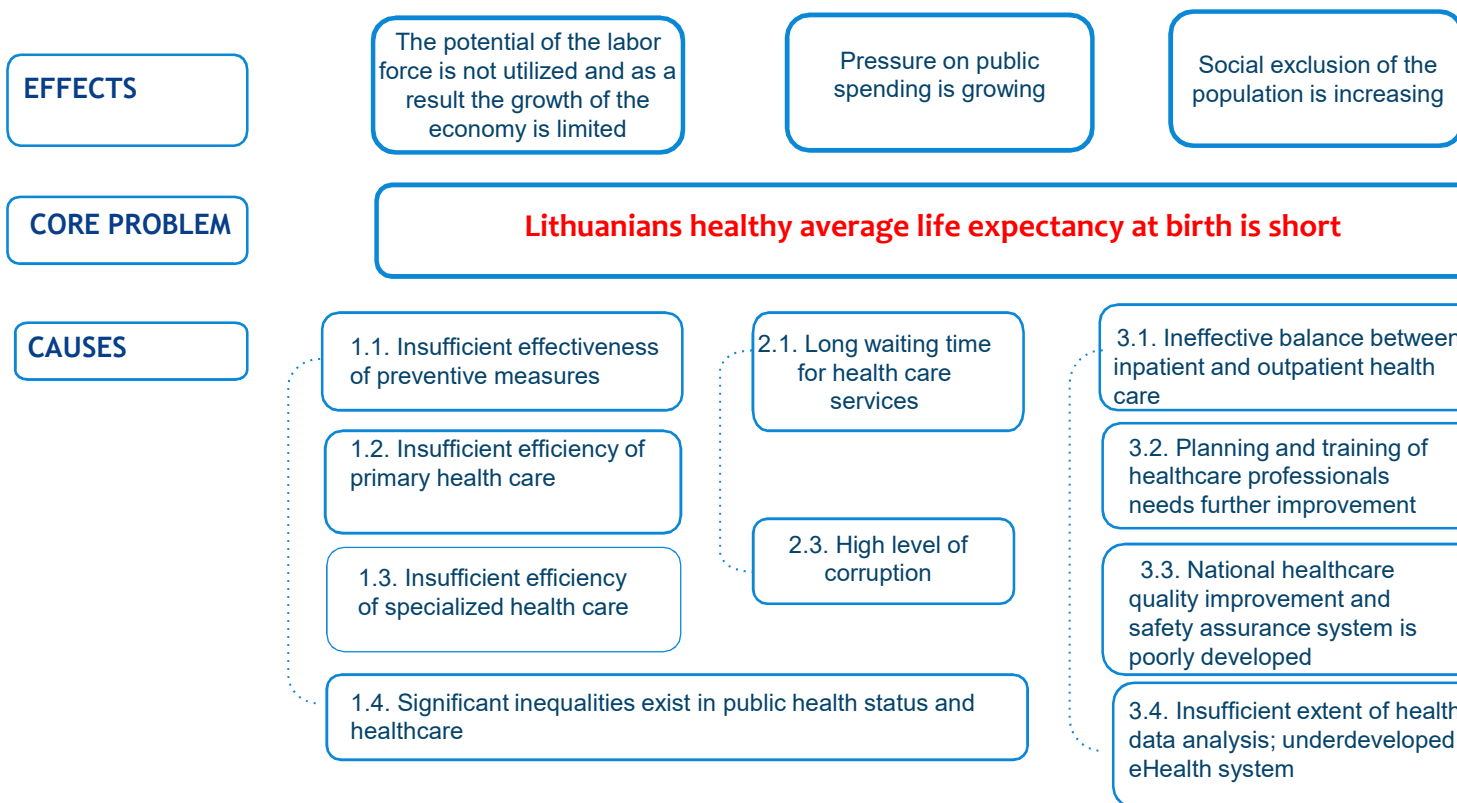 EFFECTS
The potential of the labor
force is not utilized and as a
result the growth of the
economy is limited
Pressure on public
spending is growing
Social exclusion of the
population is increasing
CORE PROBLEM
Lithuanians healthy average life expectancy at birth is short
CAUSES
1.1. Insufficient effectiveness
of preventive measures
1.2. Insufficient efficiency of
primary health care
1.3. Insufficient efficiency
of specialized health care
1.4. Significant inequalities exist in public health status and
healthcare
2.1. Long waiting time
for health care
services
2.3. High level of
corruption
3.1. Ineffective balance between
inpatient and outpatient health
care
3.2. Planning and training of
healthcare professionals
needs further improvement
3.3. National healthcare
quality improvement and
safety assurance system is
poorly developed
3.4. Insufficient extent of health
data analysis; underdeveloped
eHealth system